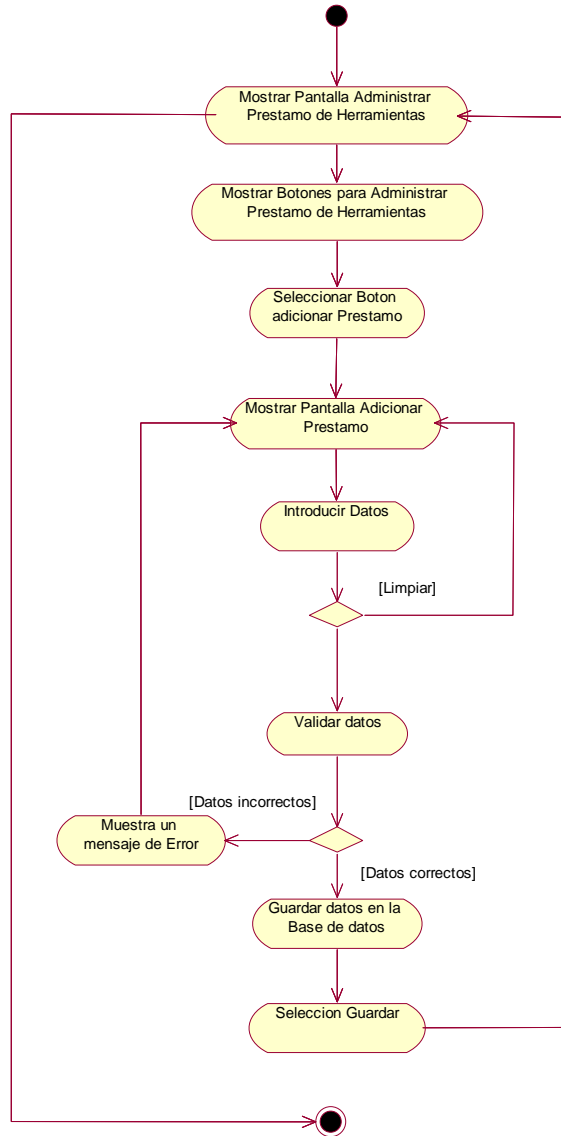 Mostrar Pantalla Administrar
Prestamo de Herramientas
Mostrar Botones para Administrar
Prestamo de Herramientas
Seleccionar Boton
adicionar Prestamo
Mostrar Pantalla Adicionar
Prestamo
Introducir Datos
[Limpiar]
Validar datos
[Datos incorrectos]
Muestra un
mensaje de Error
[Datos correctos]
Guardar datos en la
Base de datos
Seleccion Guardar